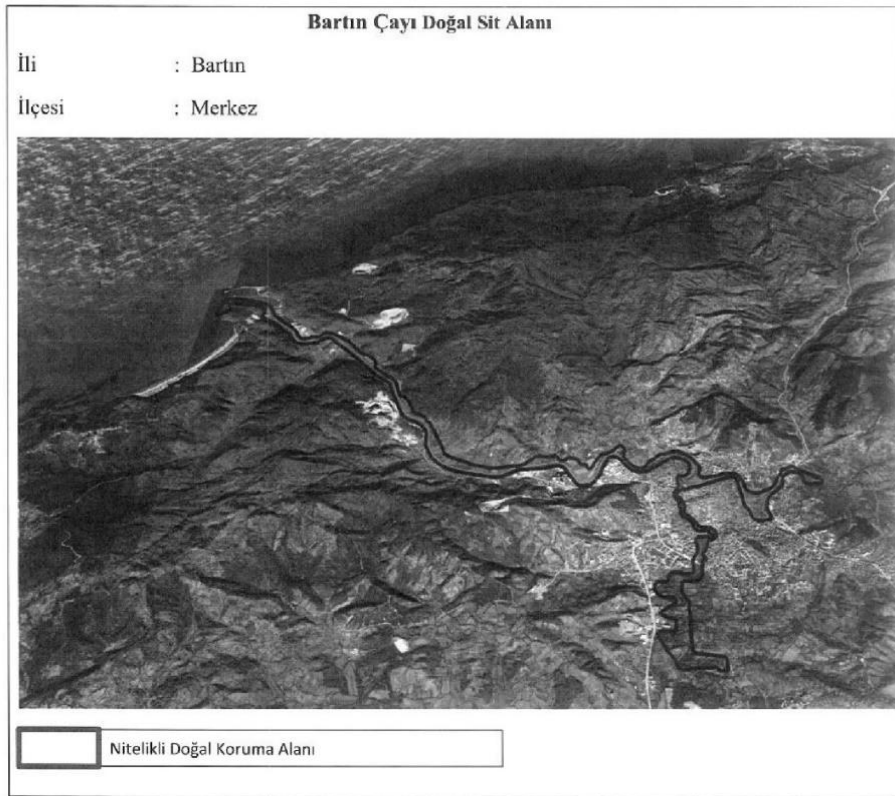 Bartın Çayı Doğal Sit Alanı
İli : Bartın
İlçesi : Merkez
Nitelikli Doğal Koruma Alanı